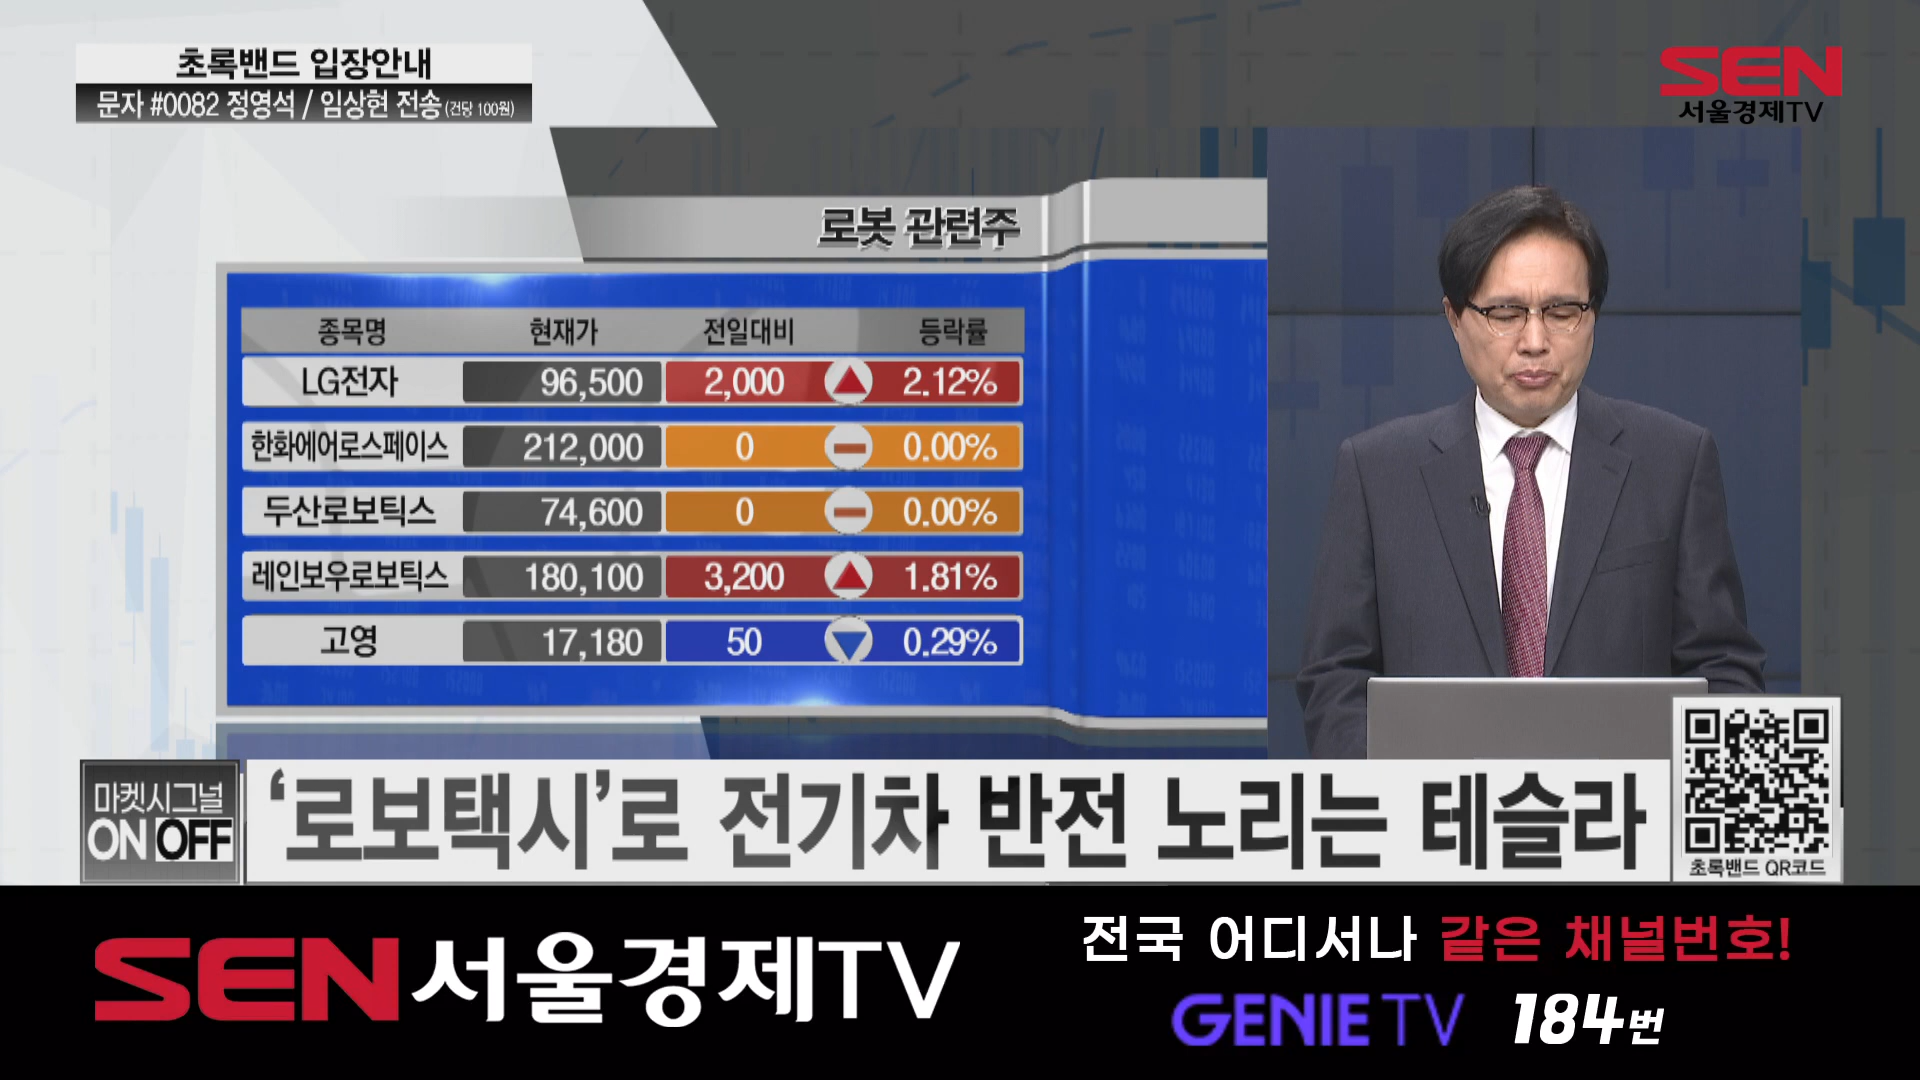 초록밴드 입장안내
문자 #0082 정영석 / 임상현 전송 (건당 100원)
SEN
서울경제TV
로봇 관련주
종목명 현재가 전일대비 등락률
LG전자 96,500 2,000 ▲ 2.12%
한화에어로스페이스 212,000 0 - 0.00%
두산로보틱스 74,600 0 - 0.00%
레인보우로보틱스 180,100 3,200 ▲ 1.81%
고영 17,180 50 ▼ 0.29%
마켓시그널
ON OFF
‘로보택시’로 전기차 반전 노리는 테슬라
초록밴드 QR코드
SEN 서울경제TV
전국 어디서나 같은 채널번호!
GENIE TV 184번